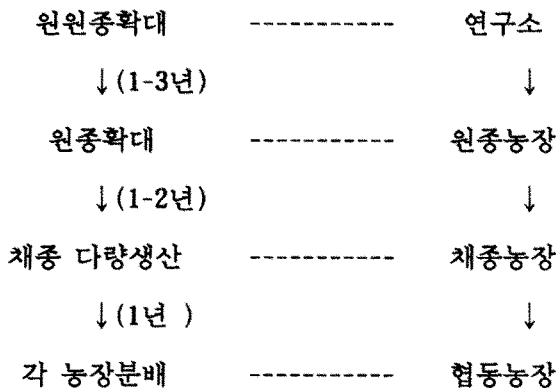 원원종확대 ---------- 연구소
↓(1-3년) ↓
원종확대 ---------- 원종농장
↓(1-2년) ↓
채종 다량생산 ---------- 채종농장
↓(1년 ) ↓
각 농장분배 ---------- 협동농장